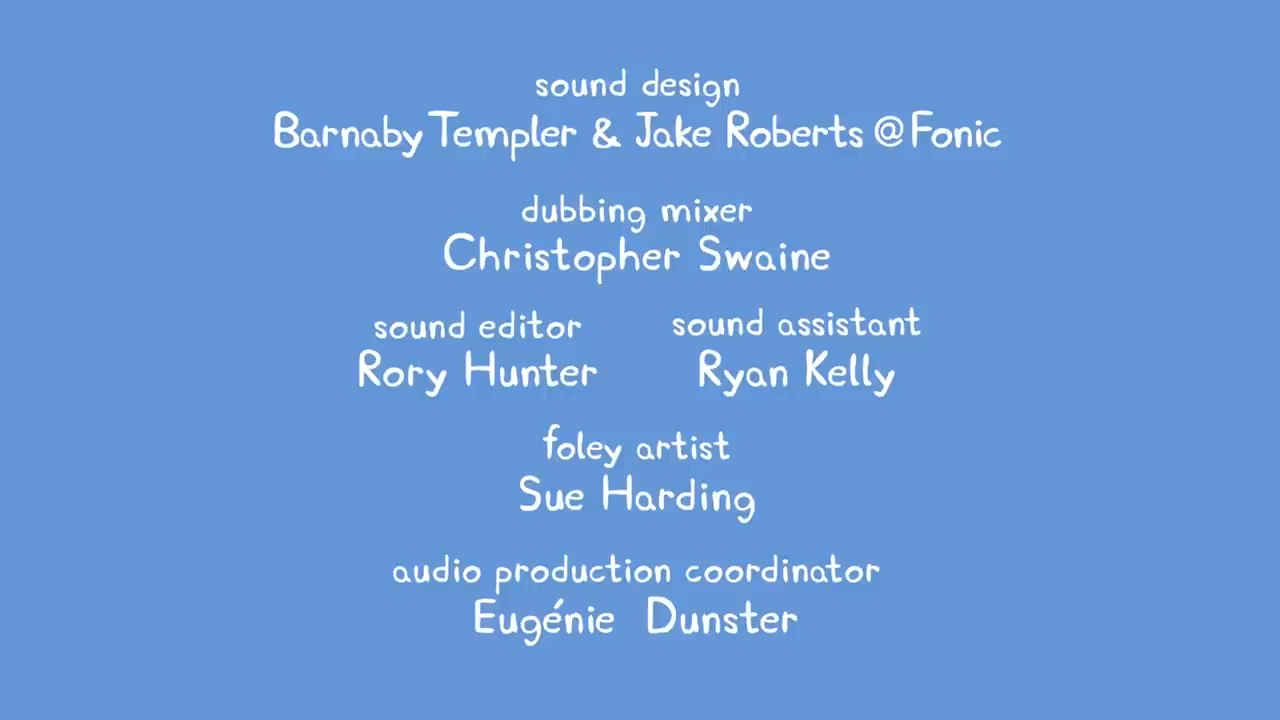 sound design
Barnaby Templer & Jake Roberts @ Fonic
dubbing mixer
Christopher Swaine
sound editor
Rory Hunter
sound assistant
Ryan Kelly
foley artist
Sue Harding
audio production coordinator
Eugénie Dunster